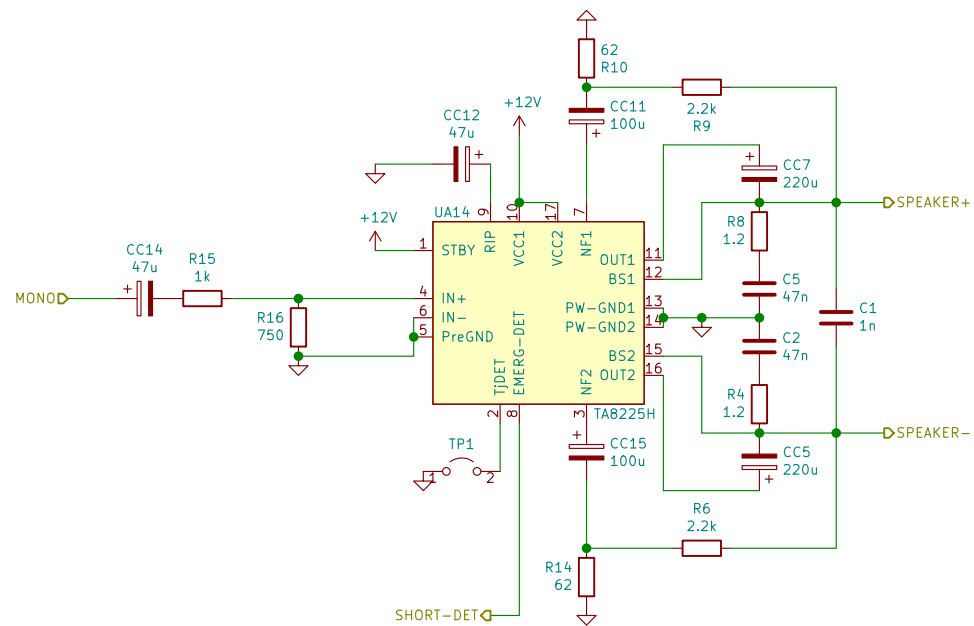 62
R10
2.2k
R9
CC11
100u
+12V
CC12
47u
CC7
220u
UA14
9
10
17
7
+12V
1
STBY
RIP
VCC1
VCC2
NF1
OUT1
11
BS1
12
SPEAKER+
R8
1.2
CC14
47u
R15
1k
MONO
4
IN+
6
IN-
5
PreGND
R16
750
PW-GND1
13
PW-GND2
14
C5
47n
C1
1n
C2
47n
BS2
15
OUT2
16
TjDET
EMERG-DET
NF2
2
8
3
TA8225H
R4
1.2
SPEAKER-
TP1
1
2
CC15
100u
CC5
220u
R6
2.2k
R14
62
SHORT-DET